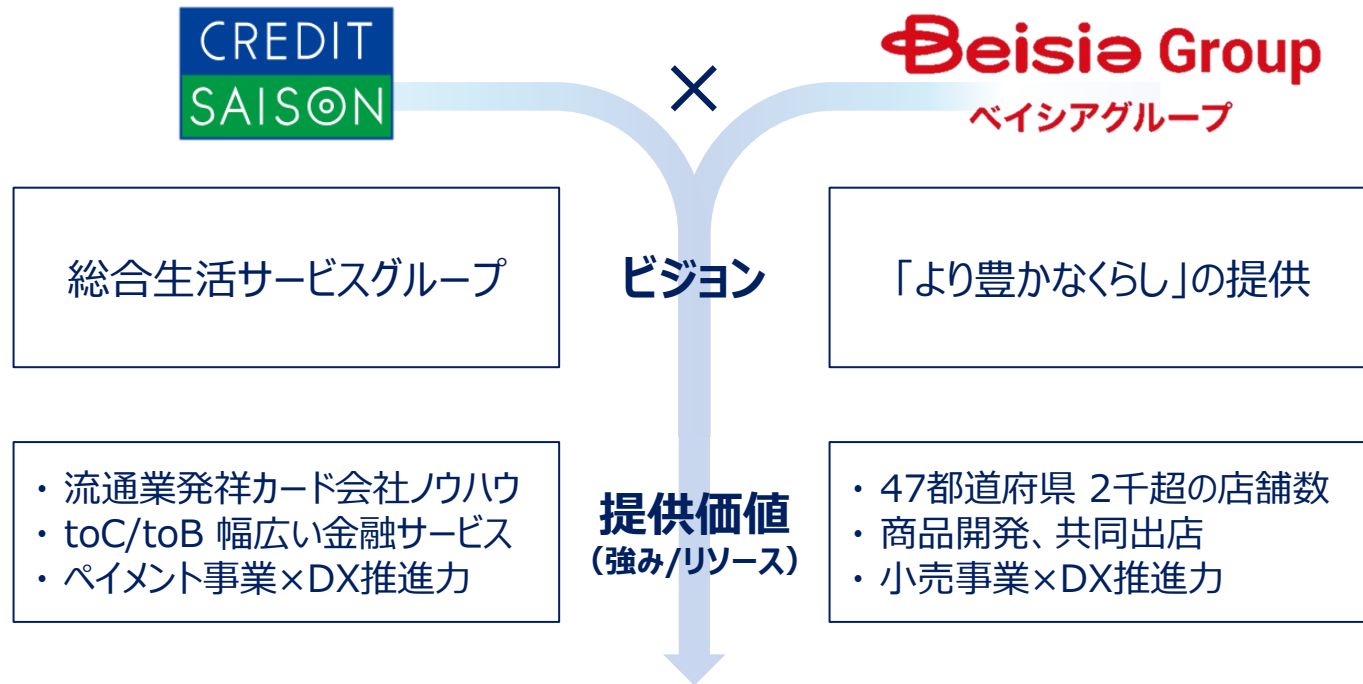 CREDIT
SAISON
×
Beisia Group
ベイシアグループ
総合生活サービスグループ
ビジョン
「より豊かなくらし」の提供
・ 流通業発祥カード会社ノウハウ
・ toC/toB 幅広い金融サービス
・ ペイメント事業×DX推進力
提供価値
（強み/リソース）
・ 47都道府県 2千超の店舗数
・ 商品開発、共同出店
・ 小売事業×DX推進力